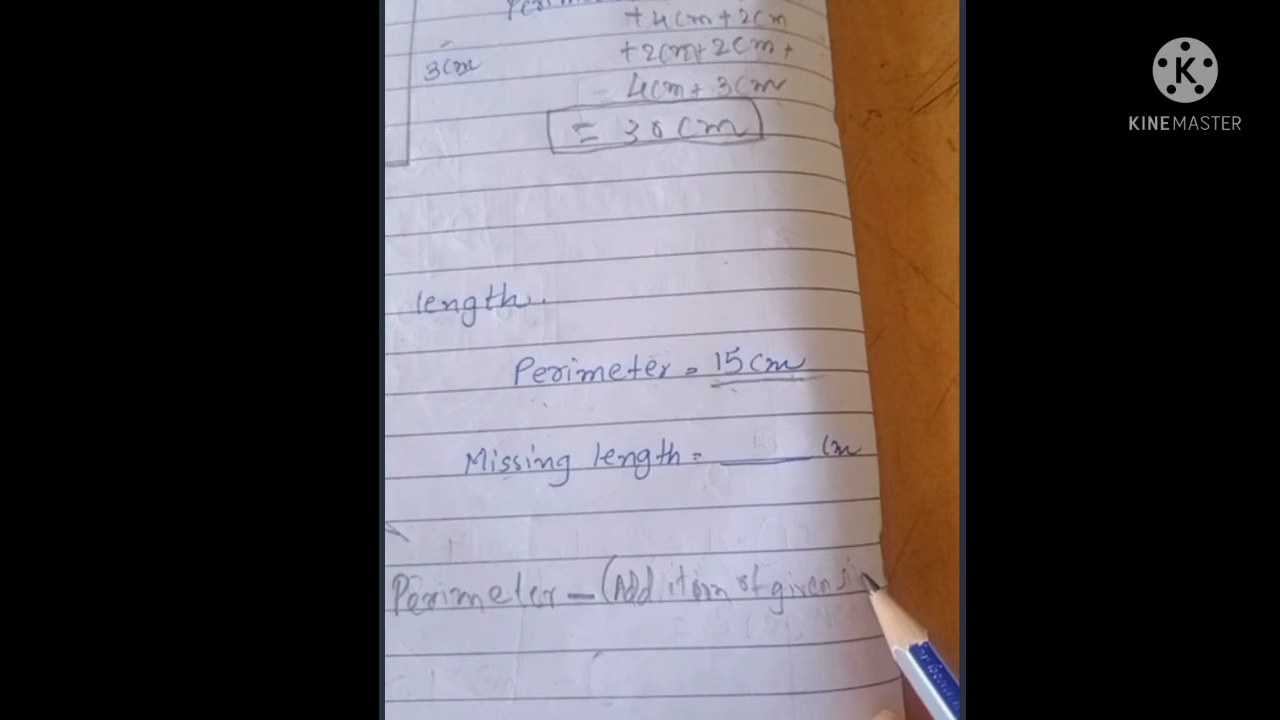 + 4cm + 2cm
3cm
+ 2cm + 2cm +
4cm + 3cm
= 30cm
length.
Perimeter = 15cm
Missing length = ____ cm
Perimeter - (Addition of given si
KINEMASTER